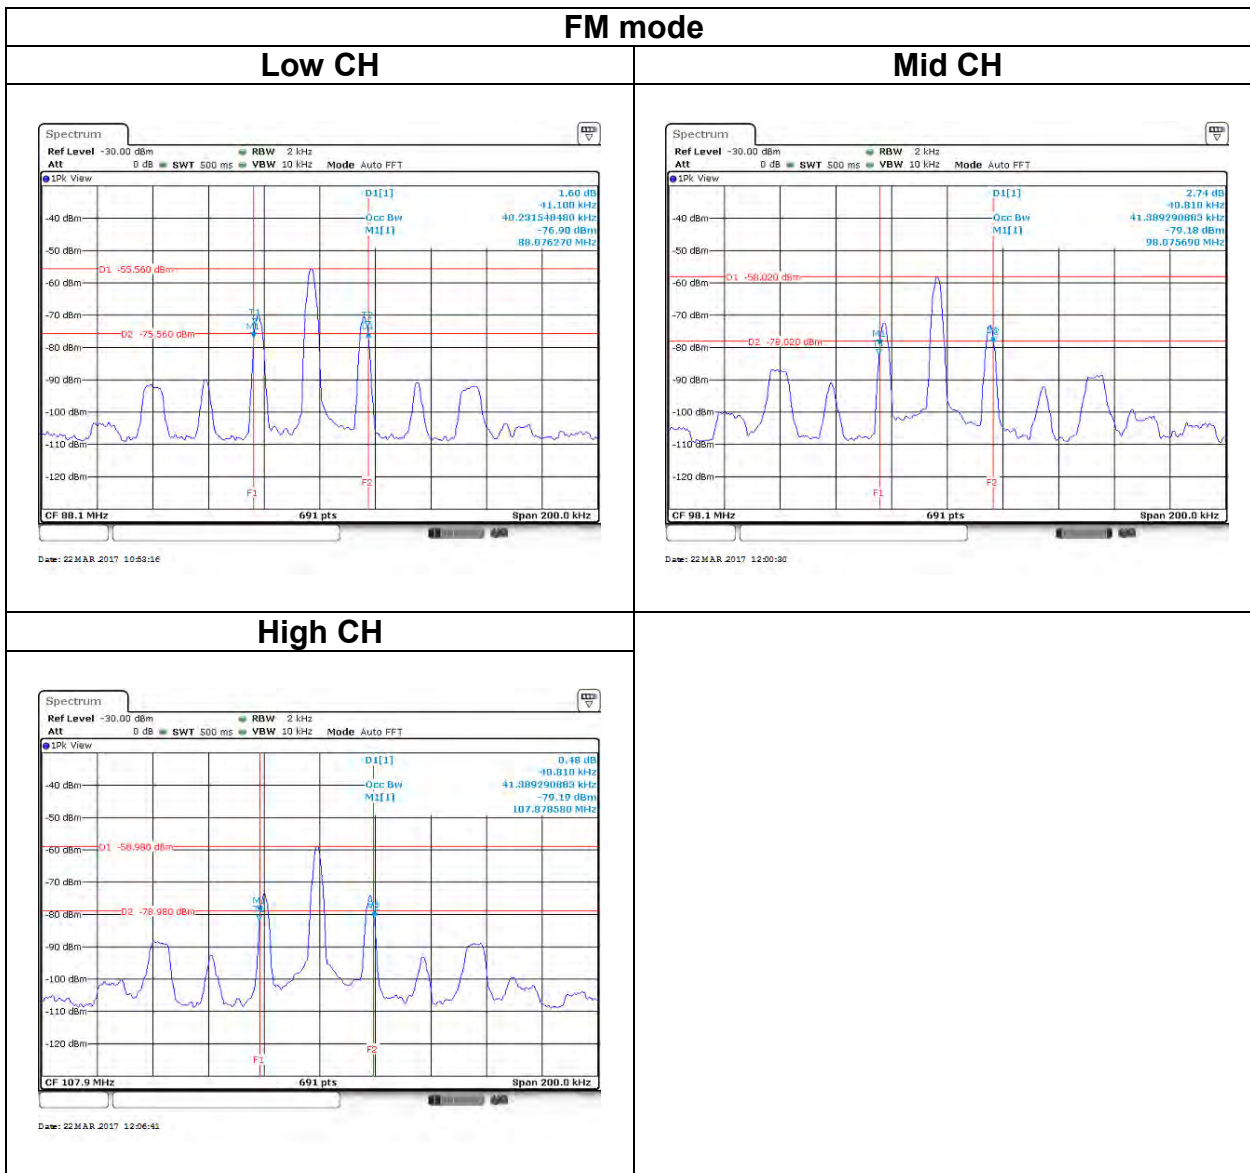 FM mode
Low CH
Mid CH
Spectrum
Ref Level -30.00 dBm RBW 2 kHz
Att 0 dB SWT 500 ms VBW 10 kHz Mode Auto FFT
1Pk View
D1[1] 1.60 dB
41.100 kHz
Occ Bw 40.231548480 kHz
M1[1] -76.90 dBm
88.076270 MHz
-40 dBm
-50 dBm
D1 -55.560 dBm
-60 dBm
-70 dBm
T1
T2
M1
D2 -75.560 dBm
-80 dBm
-90 dBm
-100 dBm
-110 dBm
-120 dBm
F1
F2
CF 88.1 MHz 691 pts Span 200.0 kHz
Date: 22.MAR.2017 10:53:16
Spectrum
Ref Level -30.00 dBm RBW 2 kHz
Att 0 dB SWT 500 ms VBW 10 kHz Mode Auto FFT
1Pk View
D1[1] 2.74 dB
40.810 kHz
Occ Bw 41.389290883 kHz
M1[1] -79.18 dBm
98.075690 MHz
-40 dBm
-50 dBm
D1 -58.020 dBm
-60 dBm
-70 dBm
M1
D2 -78.020 dBm
-80 dBm
-90 dBm
-100 dBm
-110 dBm
-120 dBm
F1
F2
CF 98.1 MHz 691 pts Span 200.0 kHz
Date: 22.MAR.2017 12:00:30
High CH
Spectrum
Ref Level -30.00 dBm RBW 2 kHz
Att 0 dB SWT 500 ms VBW 10 kHz Mode Auto FFT
1Pk View
D1[1] 0.48 dB
40.810 kHz
Occ Bw 41.389290883 kHz
M1[1] -79.19 dBm
107.878580 MHz
-40 dBm
-50 dBm
D1 -58.980 dBm
-60 dBm
-70 dBm
D2 -78.980 dBm
-80 dBm
-90 dBm
-100 dBm
-110 dBm
-120 dBm
F1
F2
CF 107.9 MHz 691 pts Span 200.0 kHz
Date: 22.MAR.2017 12:06:41